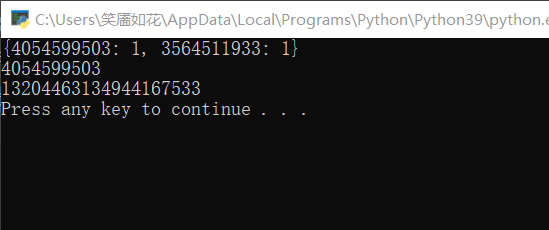 C:\Users\笑靥如花\AppData\Local\Programs\Python\Python39\python.e
{4054599503: 1, 3564511933: 1}
4054599503
13204463134944167533
Press any key to continue . . .